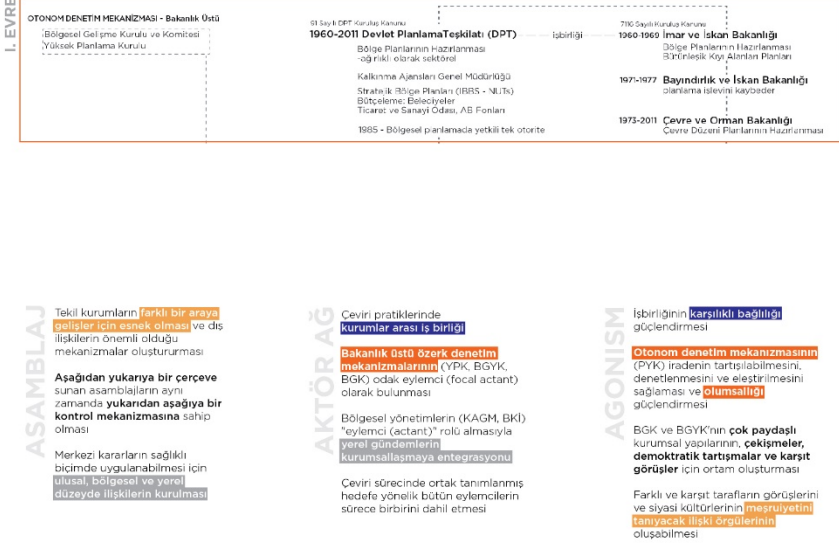 I. EVRE
OTONOM DENETİM MEKANİZMASI - Bakanlık Üstü
Bölgesel Gelişme Kurulu ve Komitesi
Yüksek Planlama Kurulu
51 Sayılı DPT Kuruluş Kanunu
1960-2011 Devlet PlanlamaTeşkilatı (DPT)
işbirliği
Bölge Planlarının Hazırlanması
-ağırlıklı olarak sektörel
Kalkınma Ajansları Genel Müdürlüğü
Stratejik Bölge Planları (IBBS - NUTs)
Bütçeleme: Belediyeler
Ticaret ve Sanayi Odası, AB Fonları
1985 - Bölgesel planlamada yetkili tek otorite
7116 Sayılı Kuruluş Kanunu
1960-1969 İmar ve İskan Bakanlığı
Bölge Planlarının Hazırlanması
Bütünleşik Kıyı Alanları Planları
1971-1977 Bayındırlık ve İskan Bakanlığı
planlama işlevini kaybeder
1973-2011 Çevre ve Orman Bakanlığı
Çevre Düzeni Planlarının Hazırlanması
ASAMBLAJ
Tekil kurumların farklı bir araya
gelişler için esnek olması ve dış
ilişkilerin önemli olduğu
mekanizmalar oluştururması
Aşağıdan yukarıya bir çerçeve
sunan asamblajların aynı
zamanda yukarıdan aşağıya bir
kontrol mekanizmasına sahip
olması
Merkezi kararların sağlıklı
biçimde uygulanabilmesi için
ulusal, bölgesel ve yerel
düzeyde ilişkilerin kurulması
AKTÖR AĞ
Çeviri pratiklerinde
kurumlar arası iş birliği
Bakanlık üstü özerk denetim
mekanizmalarının (YPK, BGYK,
BGK) odak eylemci (focal actant)
olarak bulunması
Bölgesel yönetimlerin (KAGM, BKİ)
"eylemci (actant)" rolü almasıyla
yerel gündemlerin
kurumsallaşmaya entegrasyonu
Çeviri sürecinde ortak tanımlanmış
hedefe yönelik bütün eylemcilerin
sürece birbirini dahil etmesi
AGONISM
İşbirliğinin karşılıklı bağlılığı
güçlendirmesi
Otonom denetim mekanızmasının
(PYK) iradenin tartışılabilmesini,
denetlenmesini ve eleştirilmesini
sağlaması ve olumsallığı
güçlendirmesi
BGK ve BGYK'nın çok paydaşlı
kurumsal yapılarının, çekişmeler,
demokratik tartışmalar ve karşıt
görüşler için ortam oluşturması
Farklı ve karşıt tarafların görüşlerini
ve siyasi kültürlerinin meşruiyetini
tanıyacak ilişki örgülerinin
oluşabilmesi